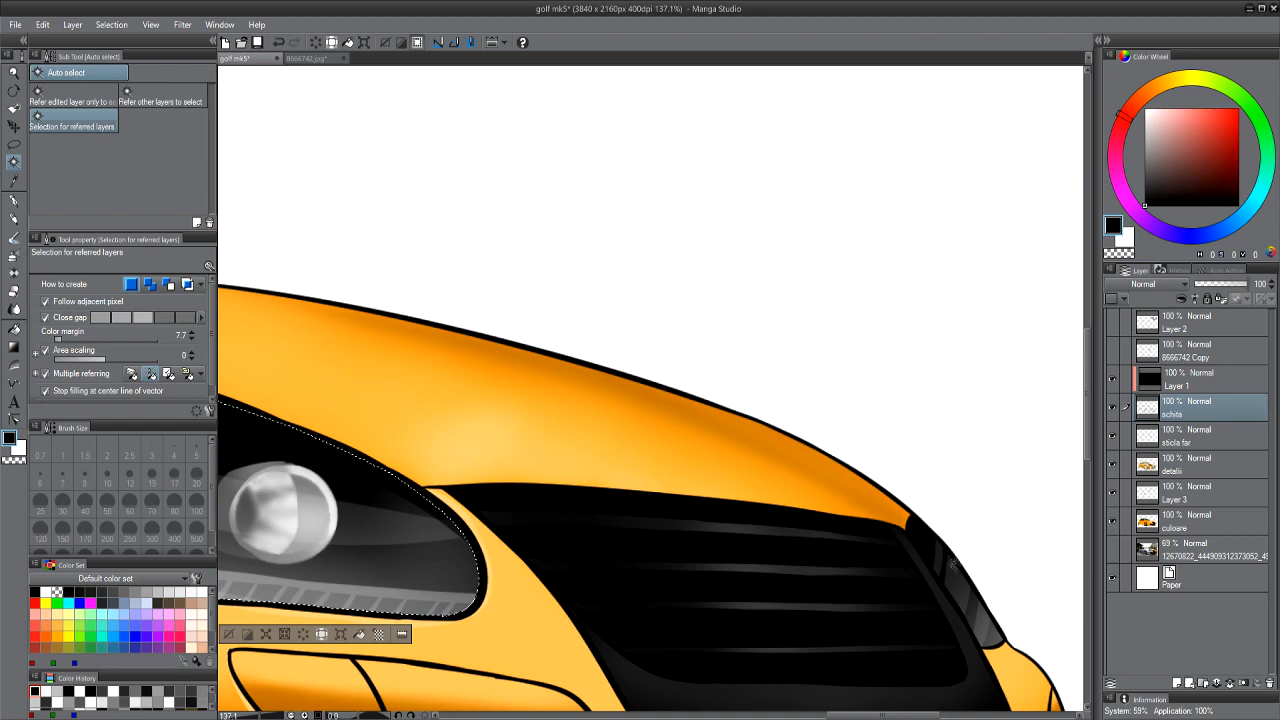 golf mk5* (3840 x 2160px 400dpi 137.1%) - Manga Studio
File Edit Layer Selection View Filter Window Help
Sub Tool [Auto select]
Auto select
Refer edited layer only to se
Refer other layers to select
Selection for referred layers
golf mk5*
8666742.jpg*
Tool property [Selection for referred layers]
Selection for referred layers
How to create
Follow adjacent pixel
Close gap
Color margin
7.7
Area scaling
0
Multiple referring
Stop filling at center line of vector
Brush Size
0.7 1 1.5 2 2.5 3 4 5
6 7 8 10 12 15 17 20
25 30 40 50 60 70 80 100
120 150 170 200 250 300 400 500
Color Set
Default color set
Color History
137.1
0.0
Color Wheel
H 0 S 0 V 0
Layer
History
Auto Action
Normal
100
100 % Normal
Layer 2
100 % Normal
8666742 Copy
100 % Normal
Layer 1
100 % Normal
schita
100 % Normal
sticla far
100 % Normal
detalii
100 % Normal
Layer 3
100 % Normal
culoare
69 % Normal
12670822_444909312373052_49
Paper
Information
System: 59% Application: 100%